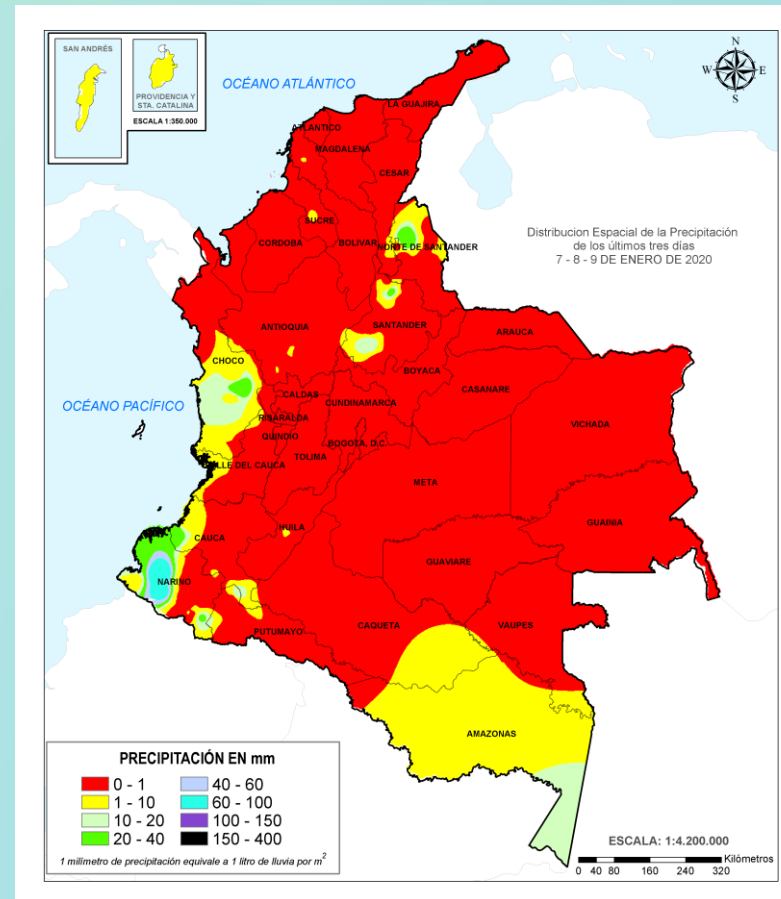 SAN ANDRÉS
PROVIDENCIA Y
STA. CATALINA
ESCALA 1:350.000
N
W
E
S
OCÉANO ATLÁNTICO
LA GUAJIRA
ATLANTICO
MAGDALENA
CESAR
SUCRE
CORDOBA
BOLIVAR
NORTE DE SANTANDER
Distribucion Espacial de la Precipitación
de los últimos tres días
7 - 8 - 9 DE ENERO DE 2020
ANTIOQUIA
SANTANDER
ARAUCA
CHOCO
BOYACA
CASANARE
OCÉANO PACÍFICO
CALDAS
CUNDINAMARCA
RISARALDA
VICHADA
QUINDIO
BOGOTA, D.C.
VALLE DEL CAUCA
TOLIMA
META
GUAINIA
HUILA
CAUCA
GUAVIARE
NARIÑO
CAQUETA
VAUPES
PUTUMAYO
AMAZONAS
PRECIPITACIÓN EN mm
0 - 1
40 - 60
1 - 10
60 - 100
10 - 20
100 - 150
20 - 40
150 - 400
1 milimetro de precipitación equivale a 1 litro de lluvia por m²
ESCALA: 1:4.200.000
Kilómetros
0 40 80 160 240 320